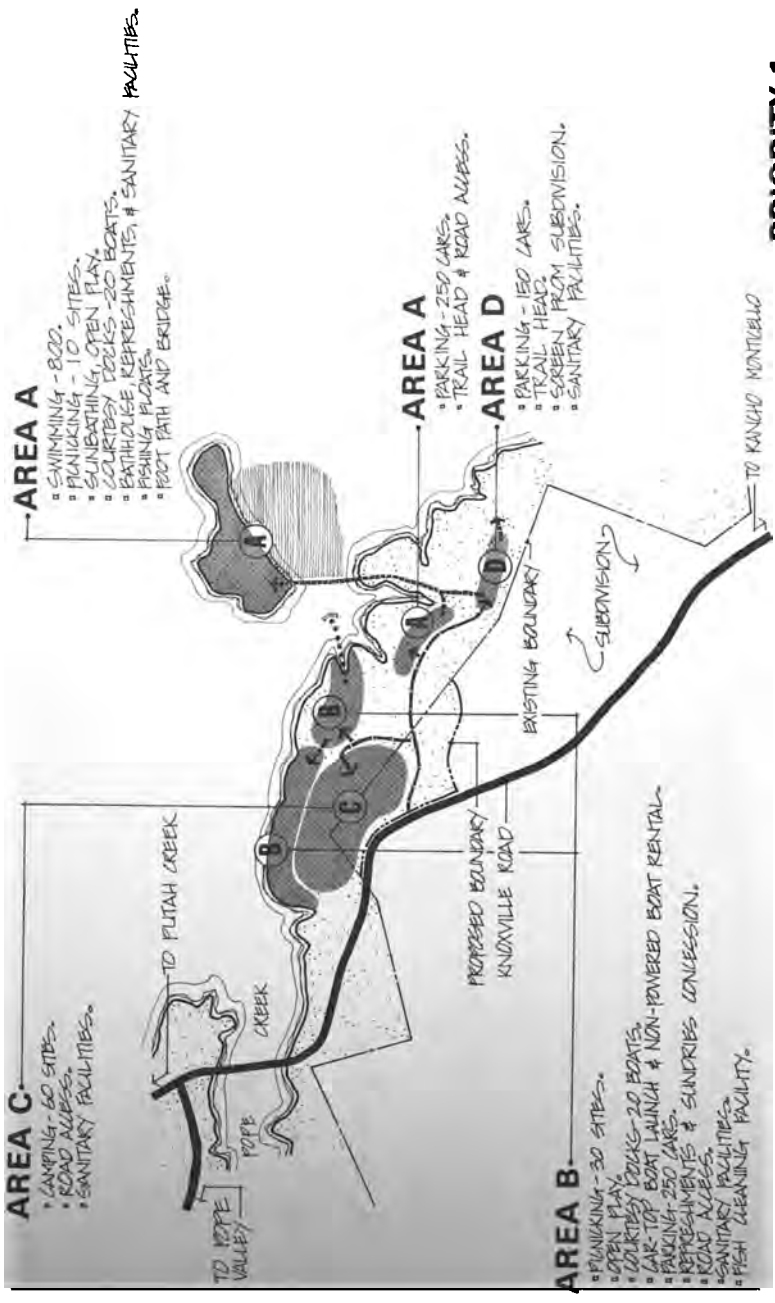 AREA C
CAMPING - 60 SITES.
ROAD ACCESS.
SANITARY FACILITIES.
AREA A
SWIMMING - 800.
PICNICKING - 10 SITES.
SUNBATHING, OPEN PLAY.
COURTESY DOCKS - 20 BOATS.
BATHHOUSE, REFRESHMENTS, & SANITARY FACILITIES.
FISHING FLOATS.
FOOT PATH AND BRIDGE.
TO PUTAH CREEK
TO POPE
VALLEY
POPE
CREEK
B
C
B
A
A
D
AREA A
PARKING - 250 CARS.
TRAIL HEAD & ROAD ACCESS.
AREA D
PARKING - 150 CARS.
TRAIL HEAD.
SCREEN FROM SUBDIVISION.
SANITARY FACILITIES.
PROPOSED BOUNDARY
KNOXVILLE ROAD
EXISTING BOUNDARY
SUBDIVISION
TO RANCHO MONTICELLO
AREA B
PICNICKING - 30 SITES.
OPEN PLAY.
COURTESY DOCKS - 20 BOATS.
CAR-TOP BOAT LAUNCH & NON-POWERED BOAT RENTAL.
PARKING - 250 CARS.
REFRESHMENTS & SUNDRIES CONCESSION.
ROAD ACCESS.
SANITARY FACILITIES.
FISH CLEANING FACILITY.
PRIORITY